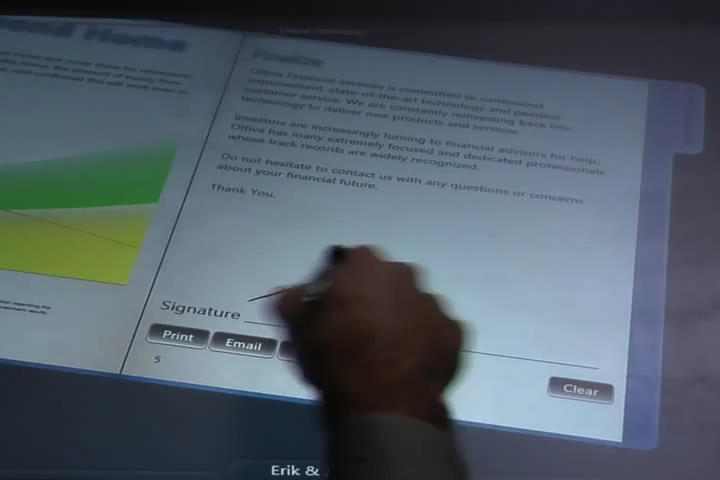 Finalize
Oltiva Financial Services is committed to continuous
improvement, state-of-the-art technology and peerless
customer service. We are constantly reinvesting back into
technology to deliver new products and services.
Investors are increasingly turning to financial advisors for help.
Oltiva has many extremely focused and dedicated professionals
whose track records are widely recognized.
Do not hesitate to contact us with any questions or concerns
about your financial future.
Thank You.
Signature
Print
Email
Clear
5
Erik &